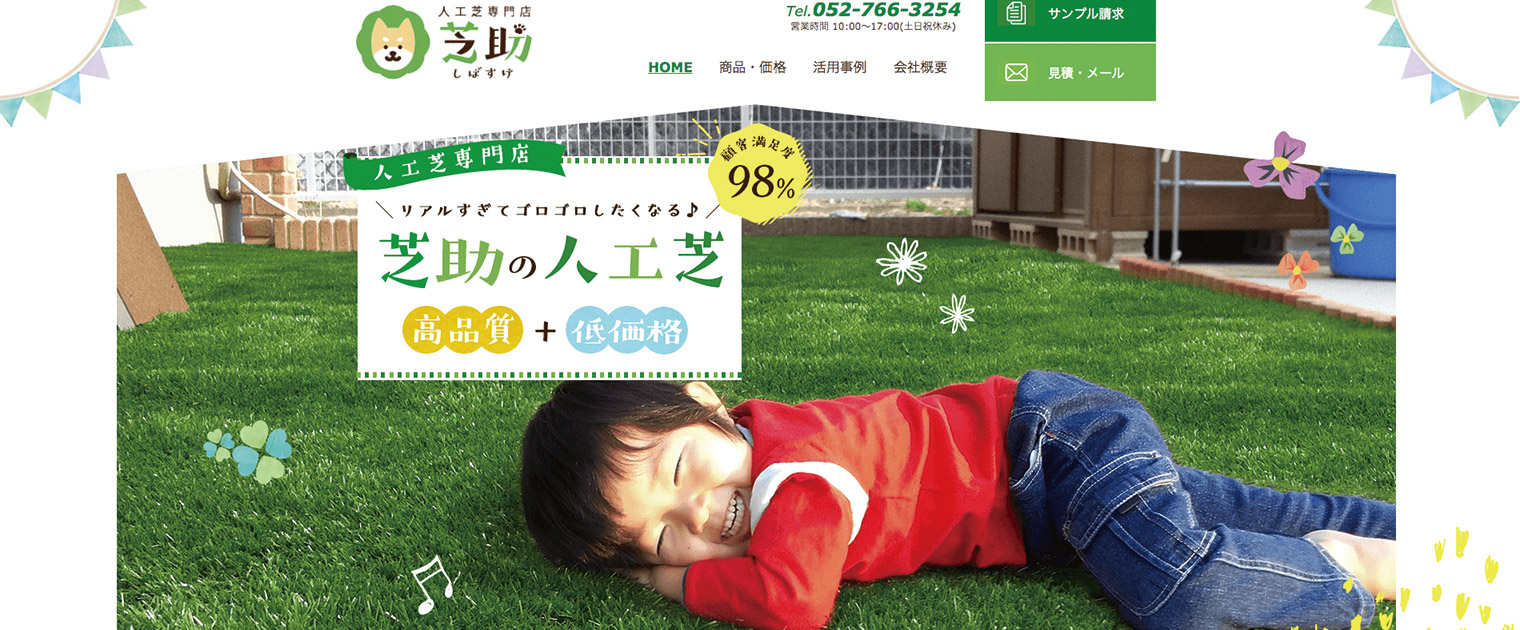 人工芝専門店
芝助
しばすけ
Tel.052-766-3254
営業時間 10:00〜17:00(土日祝休み)
サンプル請求
HOME 商品・価格 活用事例 会社概要
見積・メール
人工芝専門店
顧客満足度
98%
＼リアルすぎてゴロゴロしたくなる♪／
芝助の人工芝
高品質＋低価格